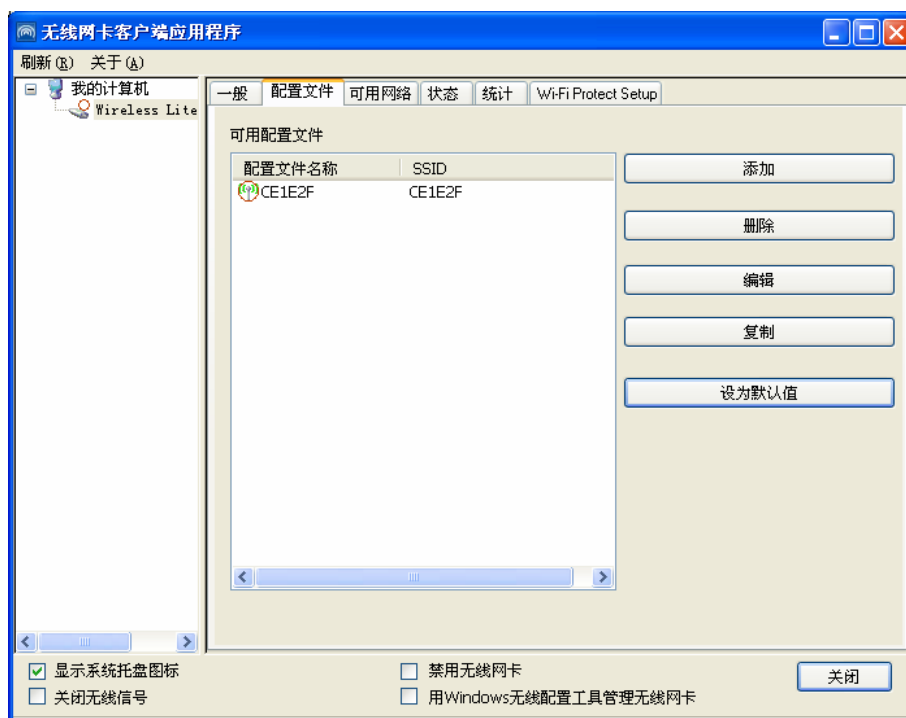 无线网卡客户端应用程序
刷新(R) 关于(A)
我的计算机
Wireless Lite
一般 配置文件 可用网络 状态 统计 Wi-Fi Protect Setup
可用配置文件
配置文件名称 SSID
CE1E2F CE1E2F
添加
删除
编辑
复制
设为默认值
显示系统托盘图标 禁用无线网卡
关闭无线信号 用Windows无线配置工具管理无线网卡
关闭